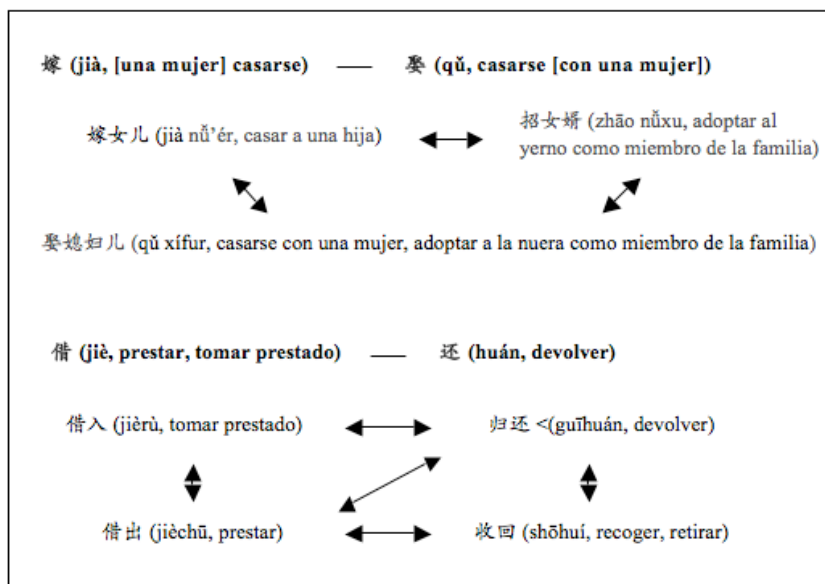 嫁 (jià, [una mujer] casarse) — 娶 (qǔ, casarse [con una mujer])
嫁女儿 (jià nǚ’ér, casar a una hija)
招女婿 (zhāo nǚxu, adoptar al
yerno como miembro de la familia)
娶媳妇儿 (qǔ xífur, casarse con una mujer, adoptar a la nuera como miembro de la familia)
借 (jiè, prestar, tomar prestado) — 还 (huán, devolver)
借入 (jièrù, tomar prestado)
归还 <(guīhuán, devolver)
借出 (jièchū, prestar)
收回 (shōhuí, recoger, retirar)